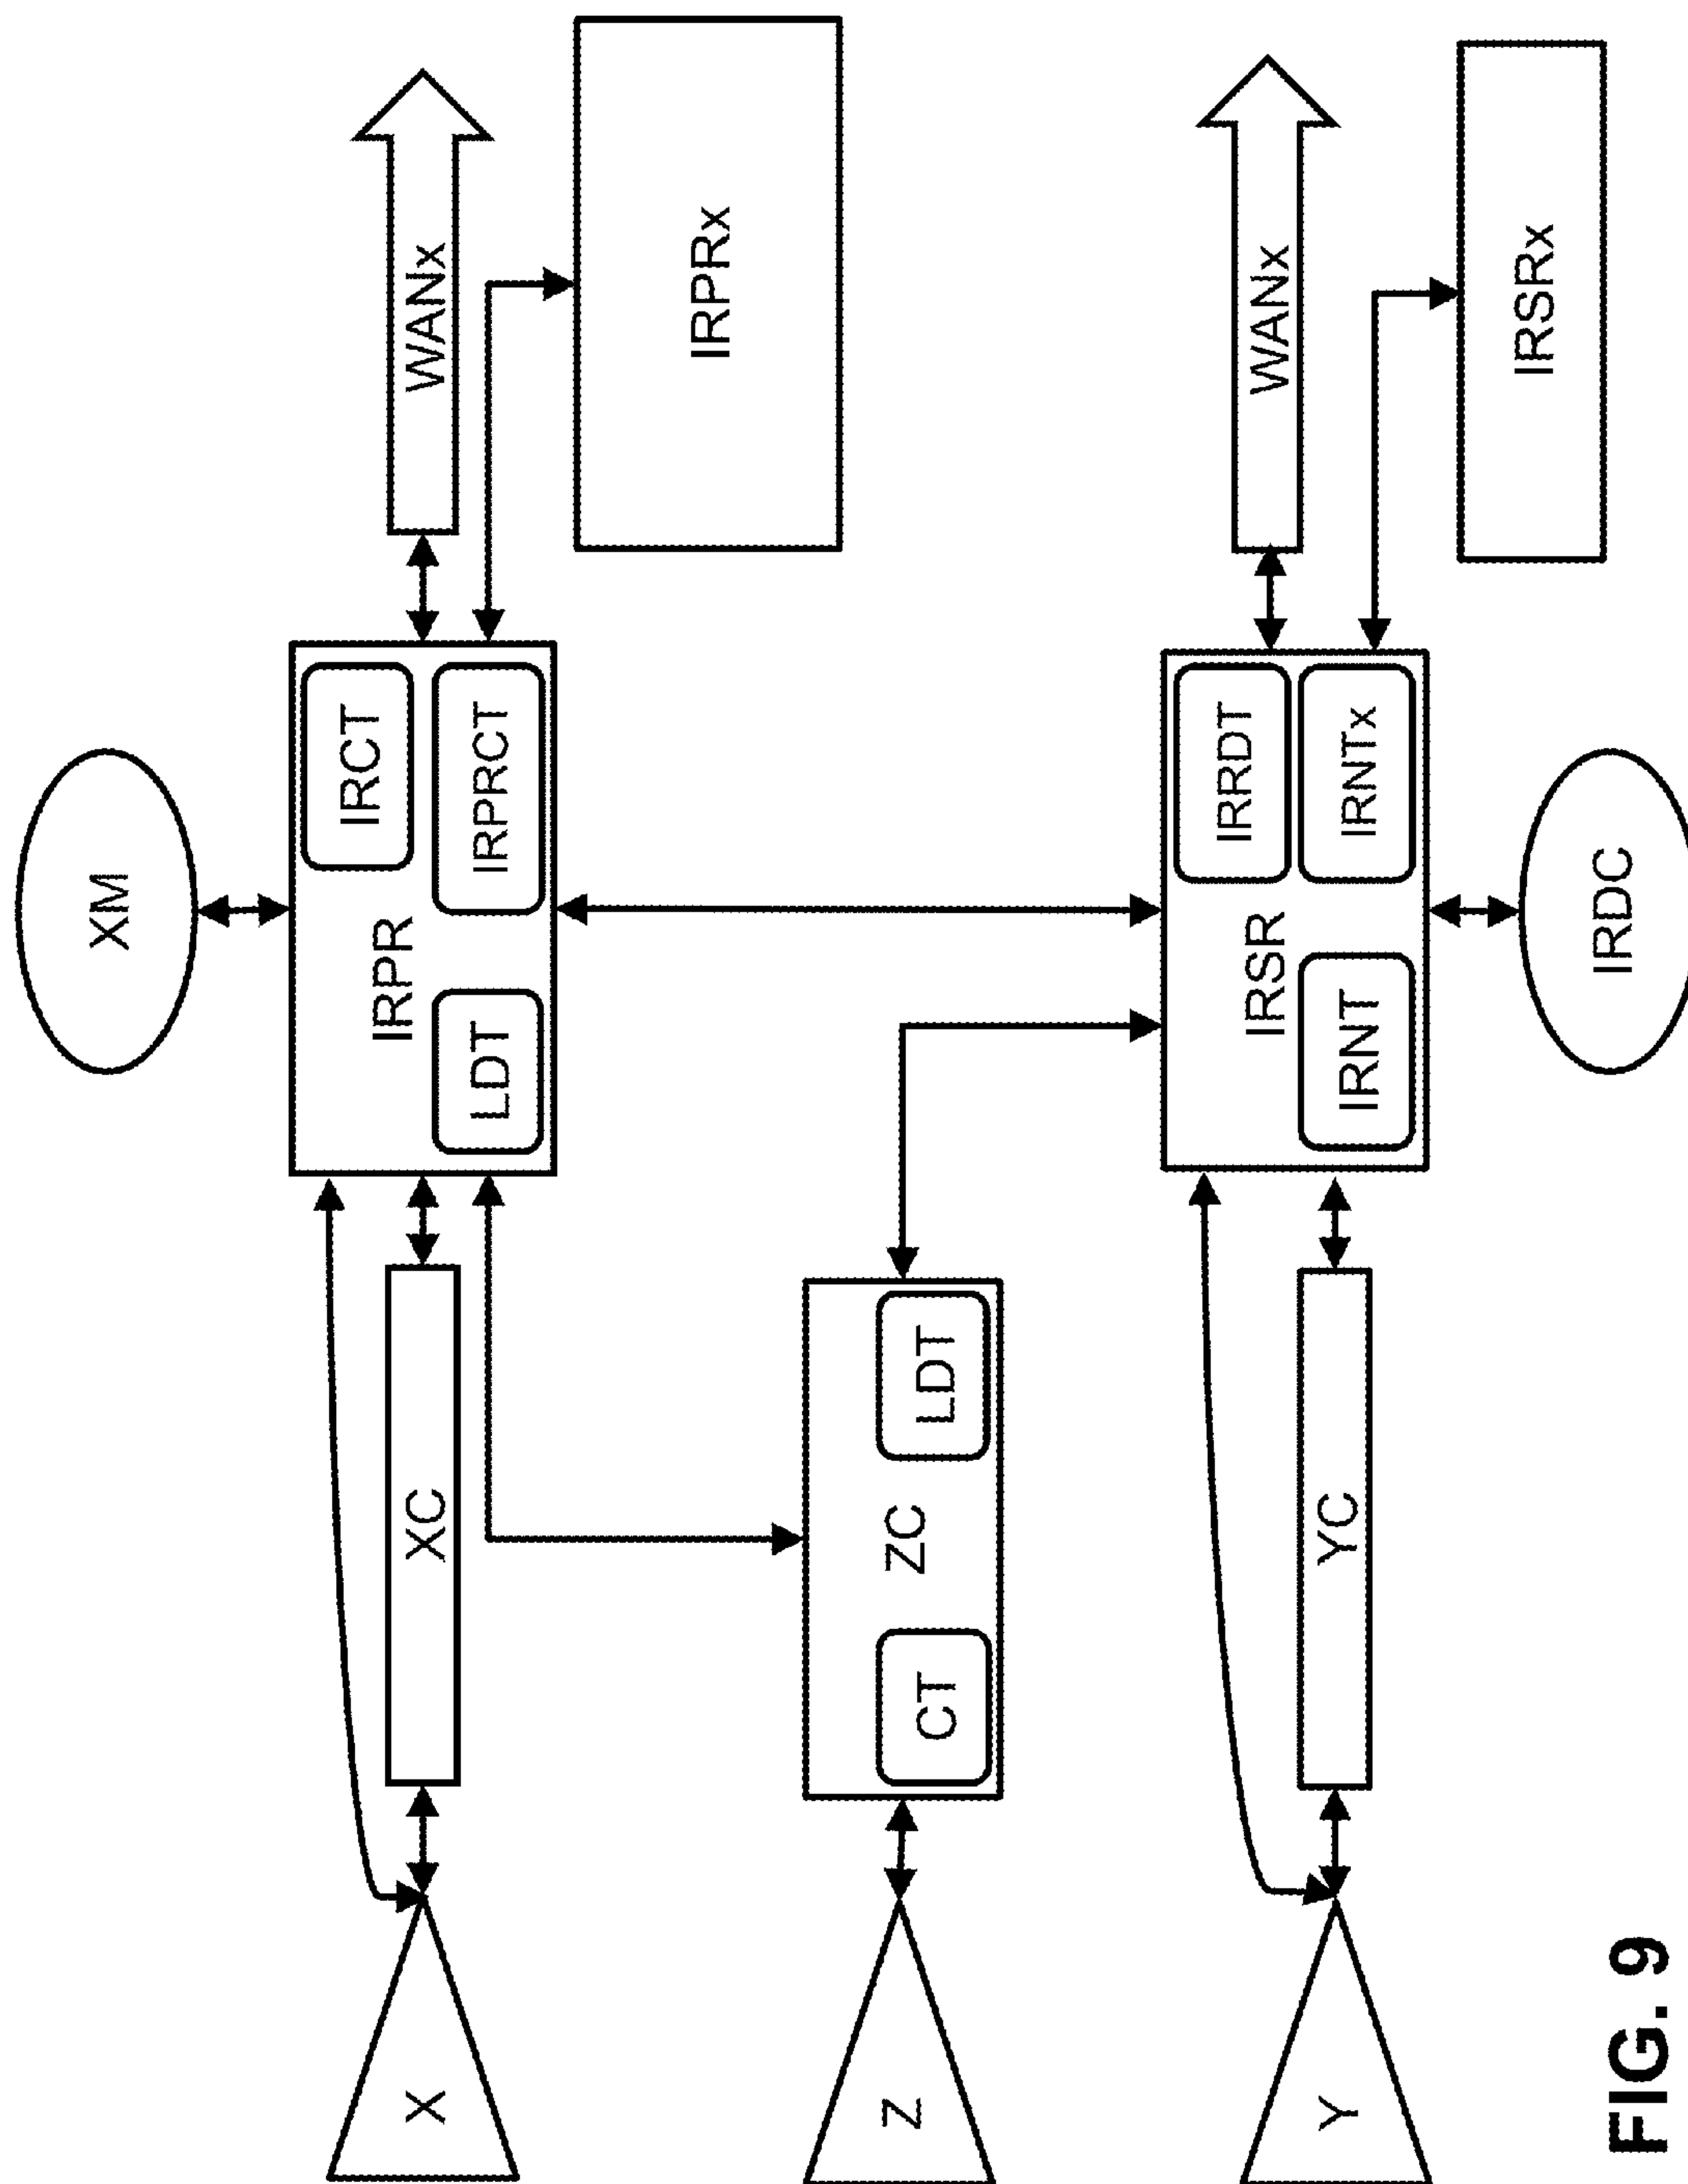 XM
IRCT
IRPR
X
XC
WANx
LDT
IRPRCT
IRPRx
Z
ZC
CT
LDT
IRRDT
IRSR
WANx
Y
YC
IRNT
IRNTx
IRSRx
IRDC
FIG. 9